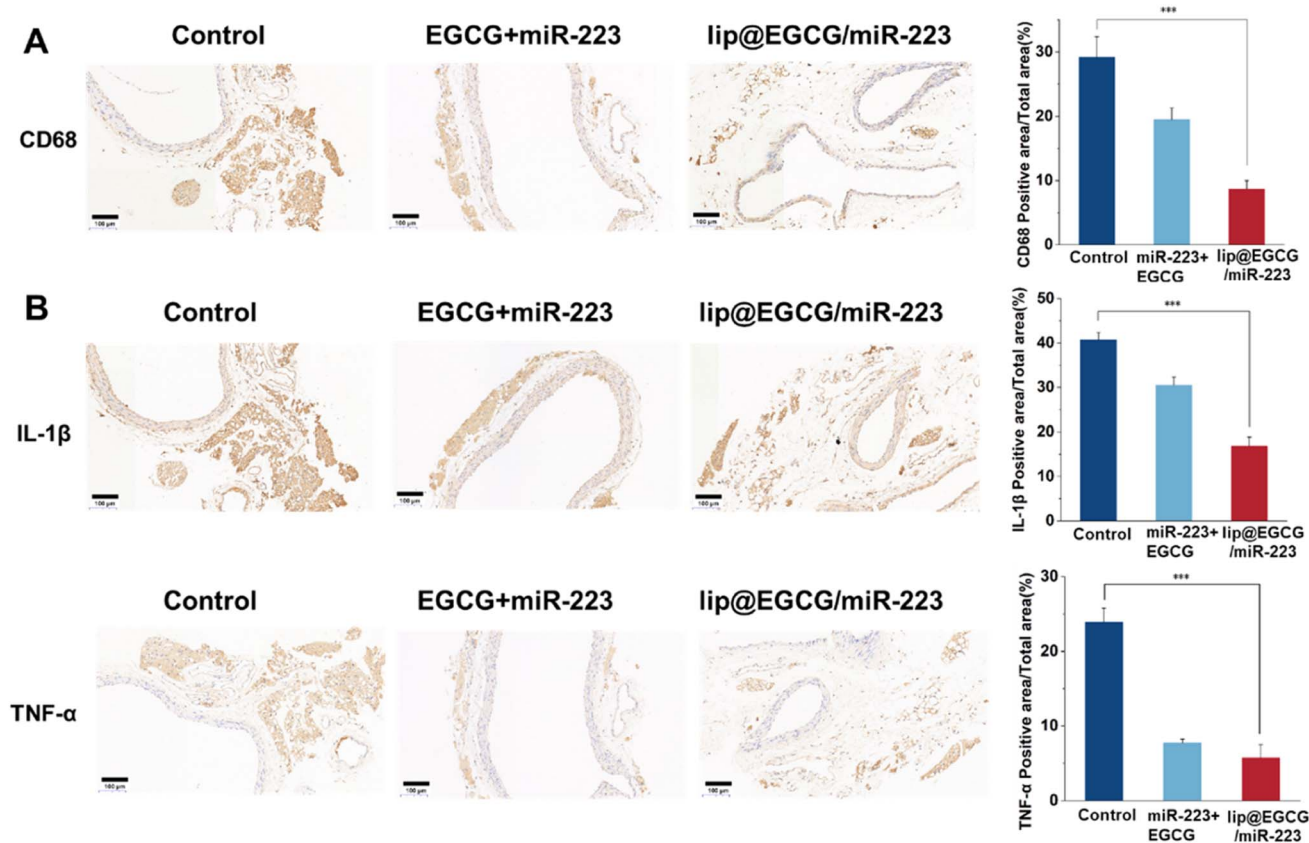 A
Control
EGCG+miR-223
lip@EGCG/miR-223
CD68
100 μm
100 μm
100 μm
CD68 Positive area/Total area(%)
30
20
10
0
***
Control
miR-223+
EGCG
lip@EGCG
/miR-223
B
Control
EGCG+miR-223
lip@EGCG/miR-223
IL-1β
100 μm
100 μm
100 μm
IL-1β Positive area/Total area(%)
50
40
30
20
10
0
***
Control
miR-223+
EGCG
lip@EGCG
/miR-223
Control
EGCG+miR-223
lip@EGCG/miR-223
TNF-α
100 μm
100 μm
100 μm
TNF-α Positive area/Total area(%)
30
20
10
0
***
Control
miR-223+
EGCG
lip@EGCG
/miR-223